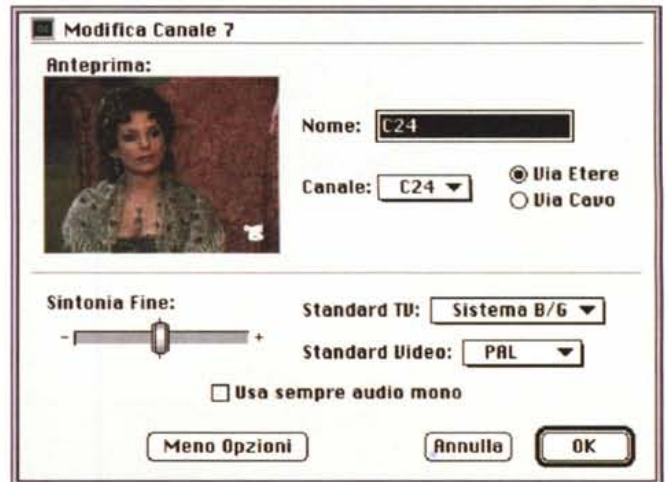 Modifica Canale 7
Anteprima:
Nome: C24
Canale: C24
Via Etere
Via Cavo
Sintonia Fine:
- +
Standard TV: Sistema B/G
Standard Video: PAL
Usa sempre audio mono
Meno Opzioni
Annulla
OK